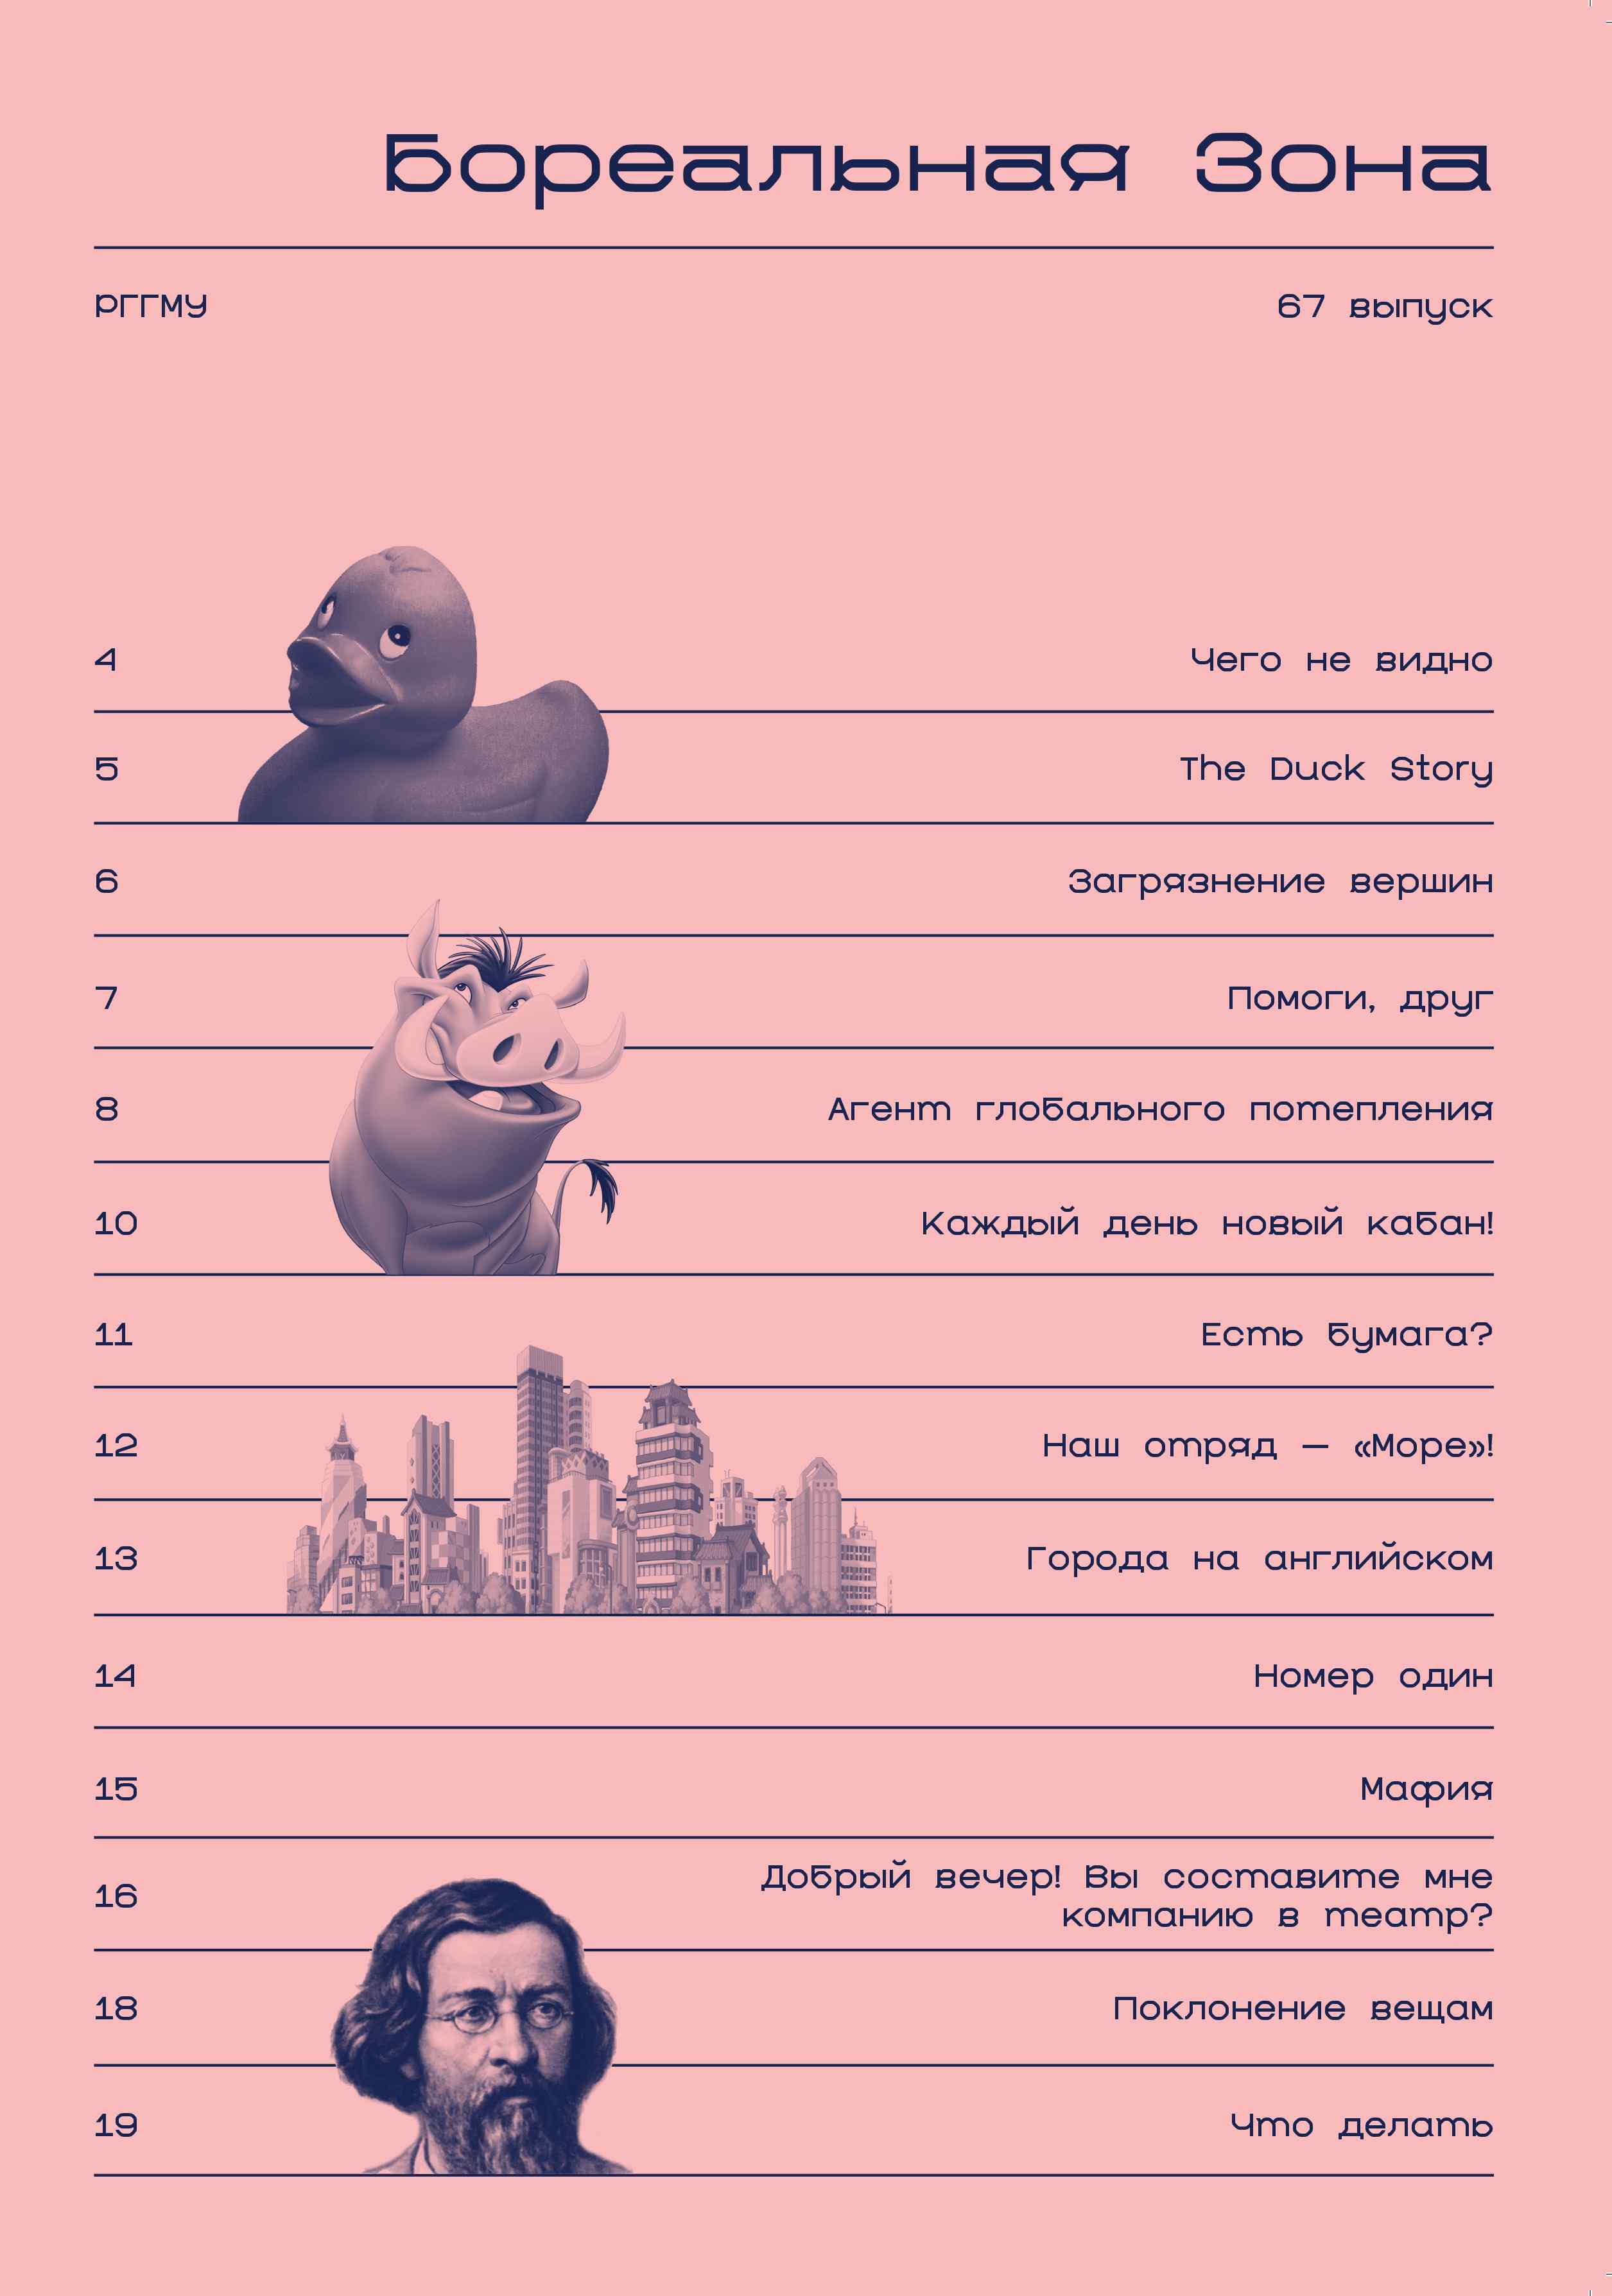 Бореальная Зона
РГГМУ 67 выпуск
4 Чего не видно
5 The Duck Story
6 Загрязнение вершин
7 Помоги, друг
8 Агент глобального потепления
10 Каждый день новый кабан!
11 Есть бумага?
12 Наш отряд – «Море»!
13 Города на английском
14 Номер один
15 Мафия
16 Добрый вечер! Вы составите мне
компанию в театр?
18 Поклонение вещам
19 Что делать